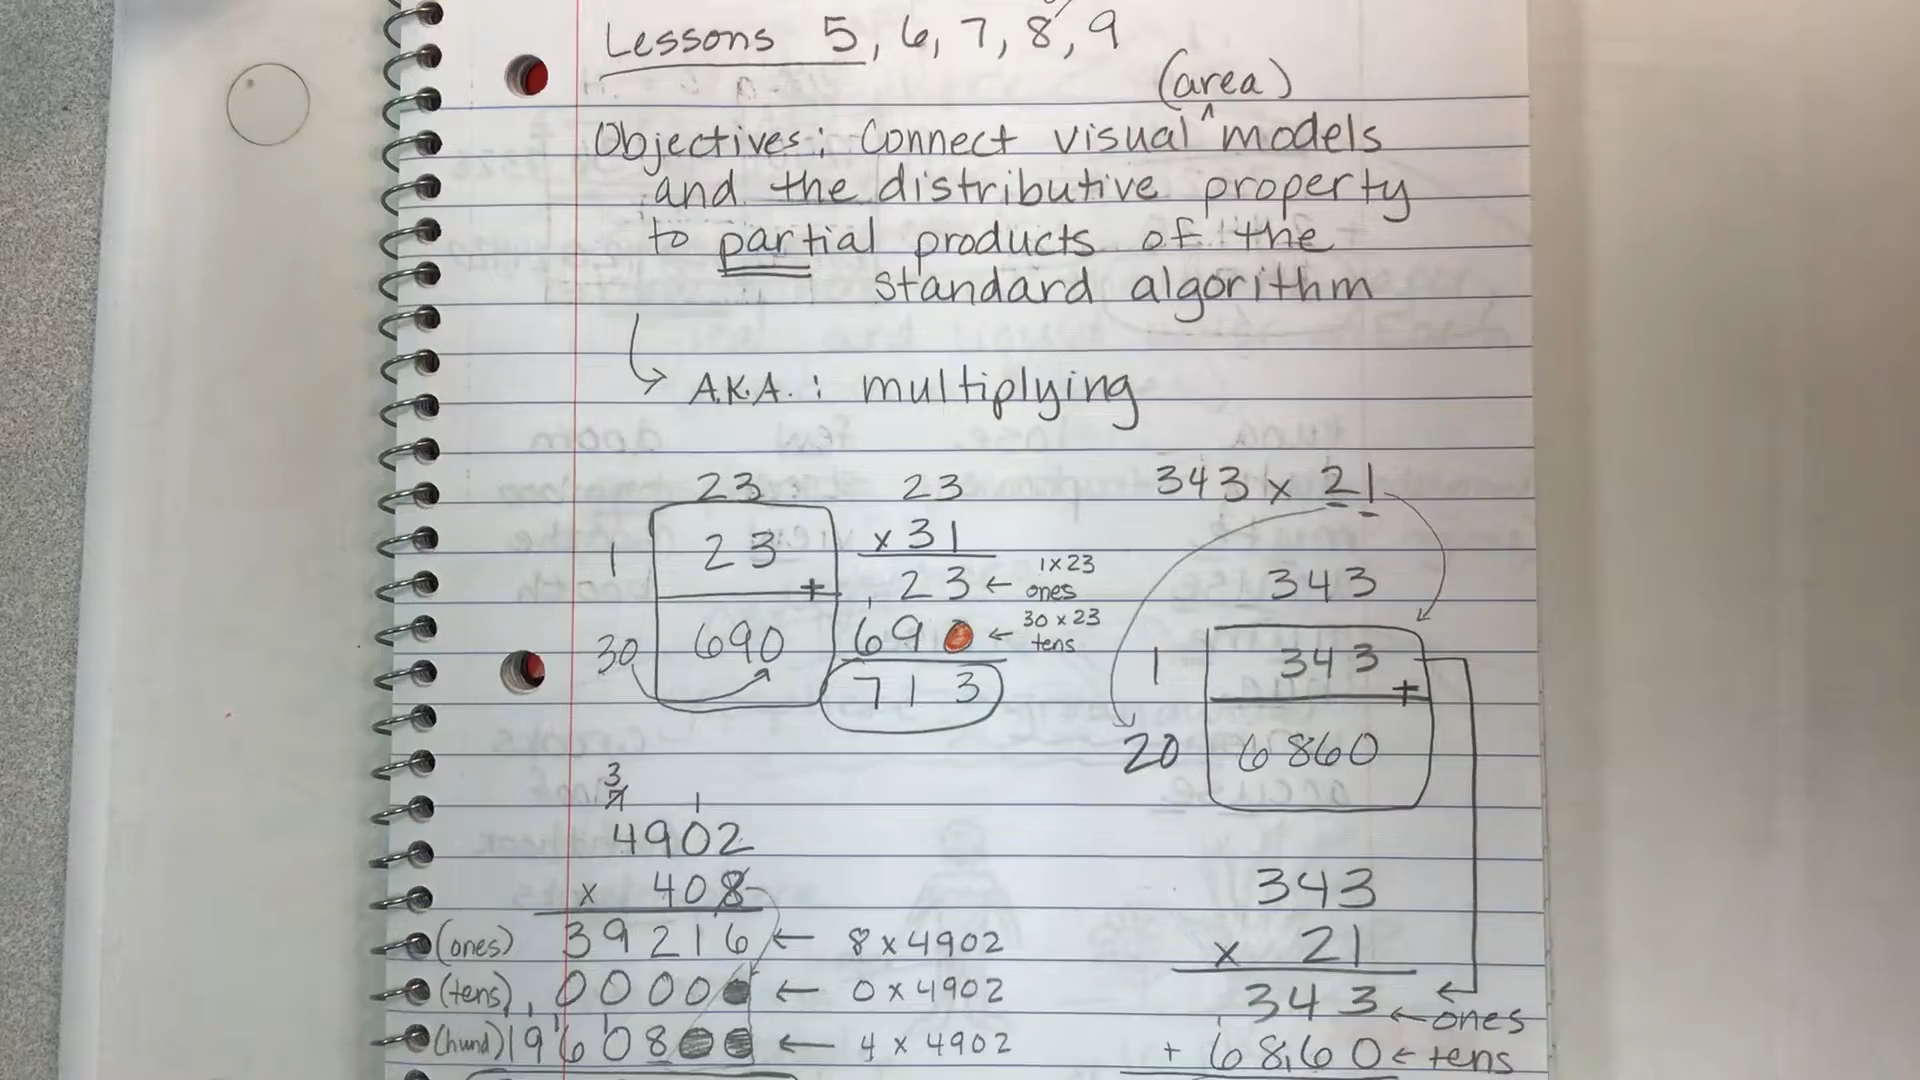 Lessons 5, 6, 7, 8, 9
(area)
Objectives: Connect visual ^ models
and the distributive property
to partial products of the
standard algorithm
A.K.A.: multiplying
23
1 23 +
30 690
23
x 31
23 ← 1x23 ones
690 ← 30 x 23 tens
713
343 x 21
343
1 343 +
20 6860
3
1
4902
x 408
(ones) 39216 ← 8 x 4902
(tens) 00000 ← 0 x 4902
(hund) 1960800 ← 4 x 4902
343
x 21
343 ← ones
+ 6860 ← tens